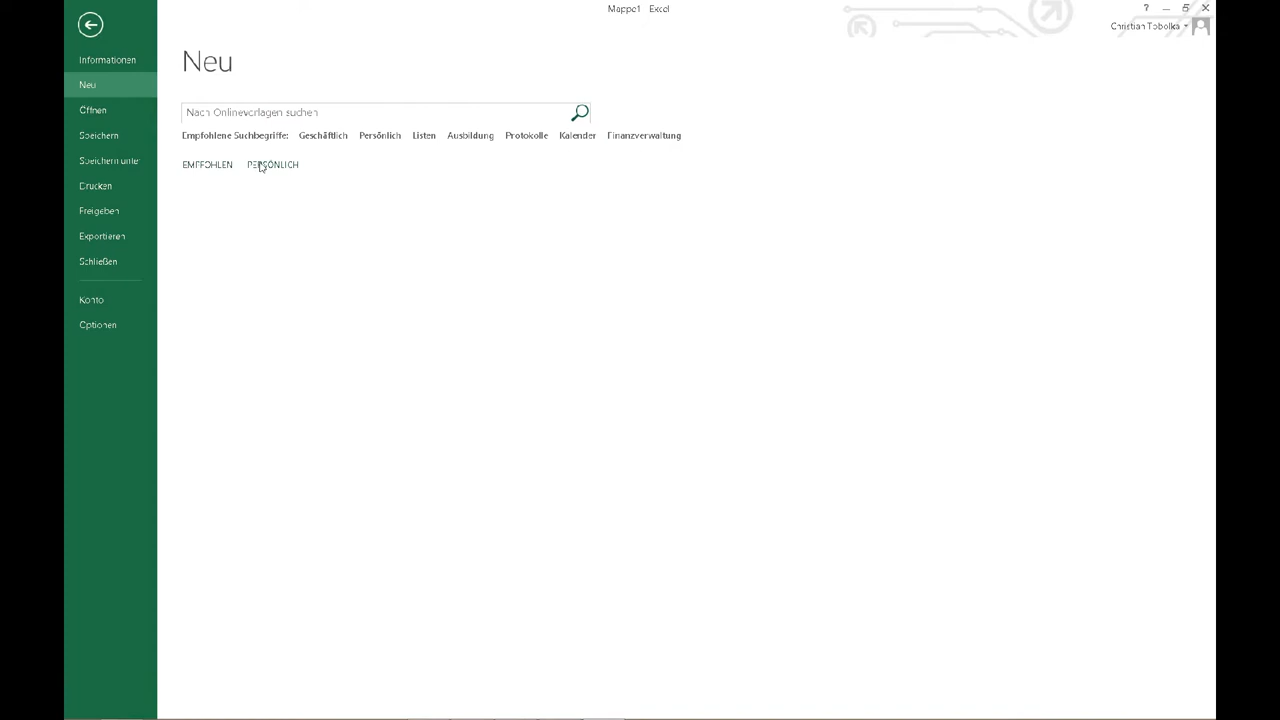 Mappe1 - Excel
?
Christian Tobolka
Informationen
Neu
Öffnen
Speichern
Speichern unter
Drucken
Freigeben
Exportieren
Schließen
Konto
Optionen
Neu
Nach Onlinevorlagen suchen
Empfohlene Suchbegriffe: Geschäftlich Persönlich Listen Ausbildung Protokolle Kalender Finanzverwaltung
EMPFOHLEN PERSÖNLICH